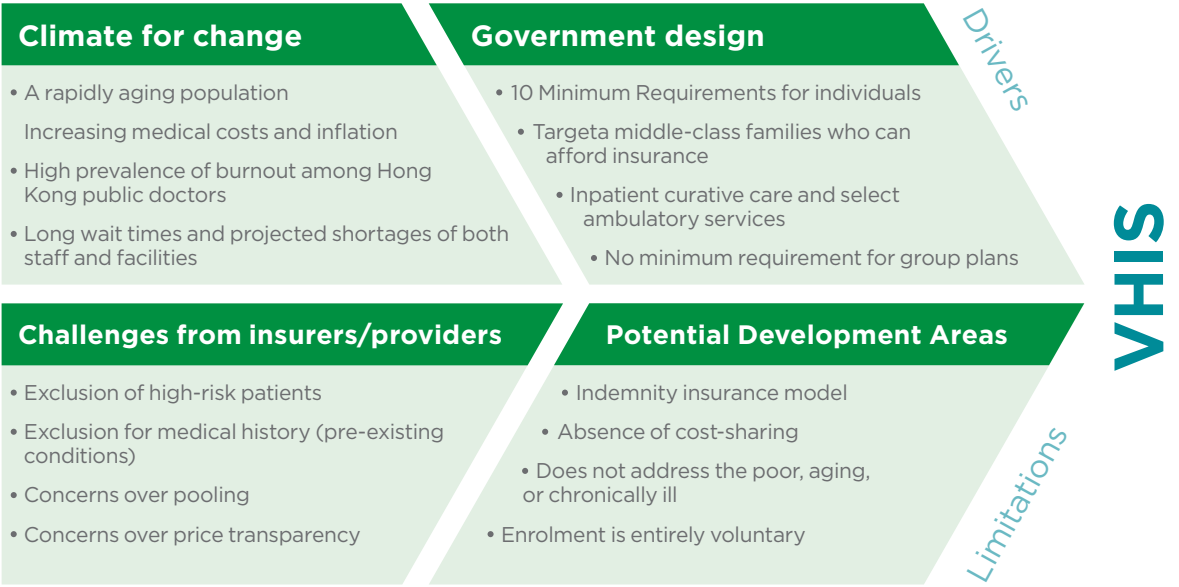 Climate for change
• A rapidly aging population
Increasing medical costs and inflation
• High prevalence of burnout among Hong
Kong public doctors
• Long wait times and projected shortages of both
staff and facilities
Government design
• 10 Minimum Requirements for individuals
• Targeta middle-class families who can
afford insurance
• Inpatient curative care and select
ambulatory services
• No minimum requirement for group plans
Drivers
Challenges from insurers/providers
• Exclusion of high-risk patients
• Exclusion for medical history (pre-existing
conditions)
• Concerns over pooling
• Concerns over price transparency
Potential Development Areas
• Indemnity insurance model
• Absence of cost-sharing
• Does not address the poor, aging,
or chronically ill
• Enrolment is entirely voluntary
Limitations
VHIS